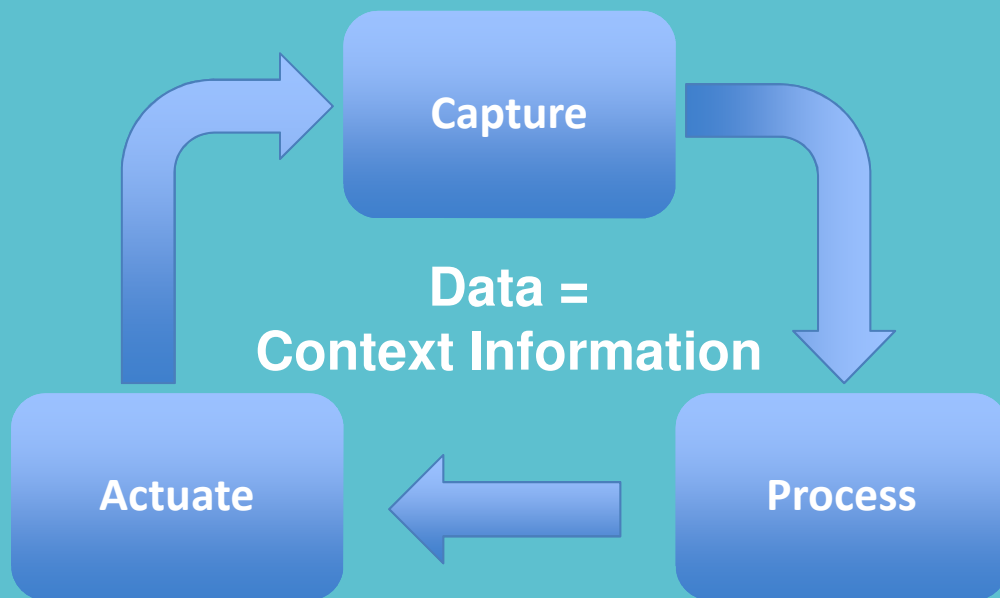 Capture
Data =
Context Information
Actuate
Process